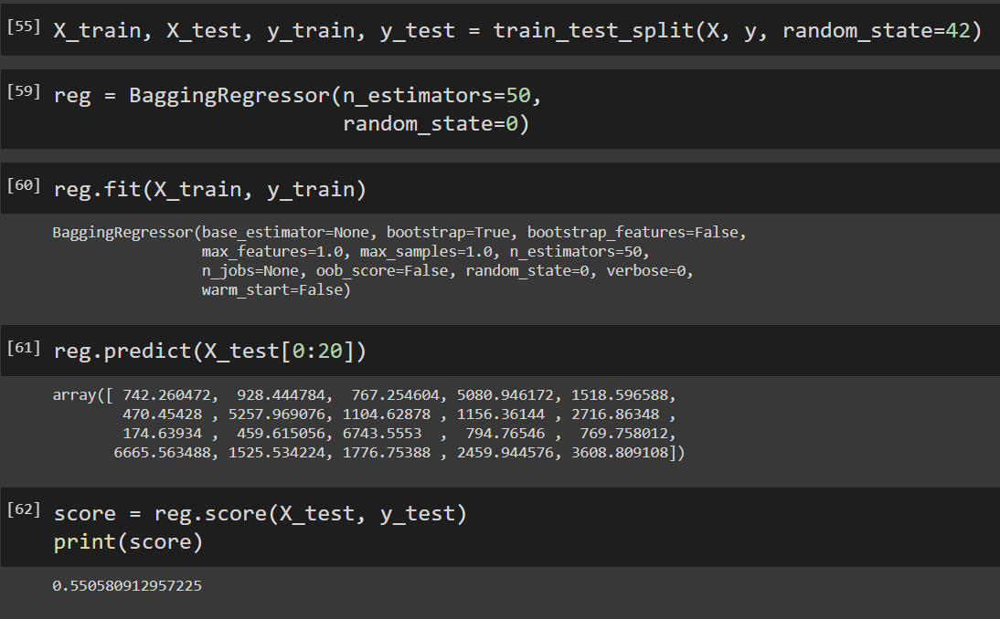 [55] X_train, X_test, y_train, y_test = train_test_split(X, y, random_state=42)
[59] reg = BaggingRegressor(n_estimators=50,
random_state=0)
[60] reg.fit(X_train, y_train)
BaggingRegressor(base_estimator=None, bootstrap=True, bootstrap_features=False,
max_features=1.0, max_samples=1.0, n_estimators=50,
n_jobs=None, oob_score=False, random_state=0, verbose=0,
warm_start=False)
[61] reg.predict(X_test[0:20])
array([ 742.260472,  928.444784,  767.254604, 5080.946172, 1518.596588,
470.45428 , 5257.969076, 1104.62878 , 1156.36144 , 2716.86348 ,
174.63934 ,  459.615056, 6743.5553  ,  794.76546 ,  769.758012,
6665.563488, 1525.534224, 1776.75388 , 2459.944576, 3608.809108])
[62] score = reg.score(X_test, y_test)
print(score)
0.550580912957225